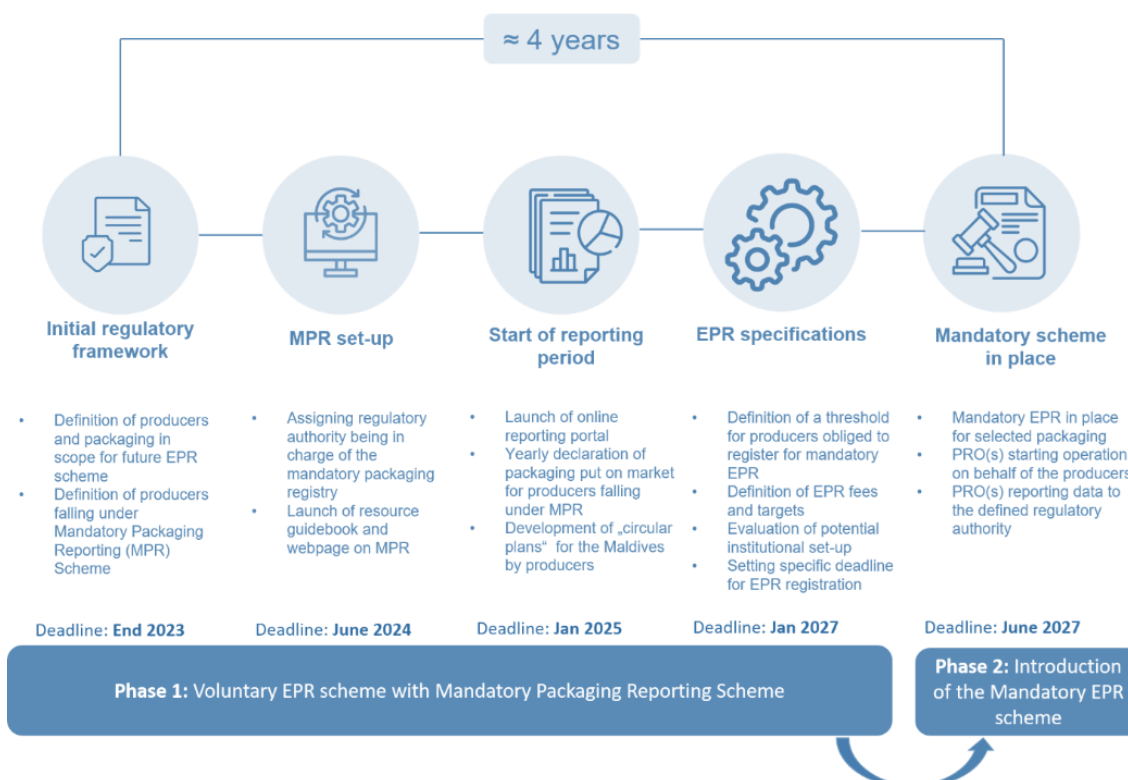 ≈ 4 years
Initial regulatory
framework
MPR set-up
Start of reporting
period
EPR specifications
Mandatory scheme
in place
• Definition of producers
and packaging in
scope for future EPR
scheme
• Definition of producers
falling under
Mandatory Packaging
Reporting (MPR)
Scheme
• Assigning regulatory
authority being in
charge of the
mandatory packaging
registry
• Launch of resource
guidebook and
webpage on MPR
• Launch of online
reporting portal
• Yearly declaration of
packaging put on market
for producers falling
under MPR
• Development of „circular
plans“ for the Maldives
by producers
• Definition of a threshold
for producers obliged to
register for mandatory
EPR
• Definition of EPR fees
and targets
• Evaluation of potential
institutional set-up
• Setting specific deadline
for EPR registration
• Mandatory EPR in place
for selected packaging
• PRO(s) starting operation
on behalf of the producers
• PRO(s) reporting data to
the defined regulatory
authority
Deadline: End 2023
Deadline: June 2024
Deadline: Jan 2025
Deadline: Jan 2027
Deadline: June 2027
Phase 1: Voluntary EPR scheme with Mandatory Packaging Reporting Scheme
Phase 2: Introduction
of the Mandatory EPR
scheme